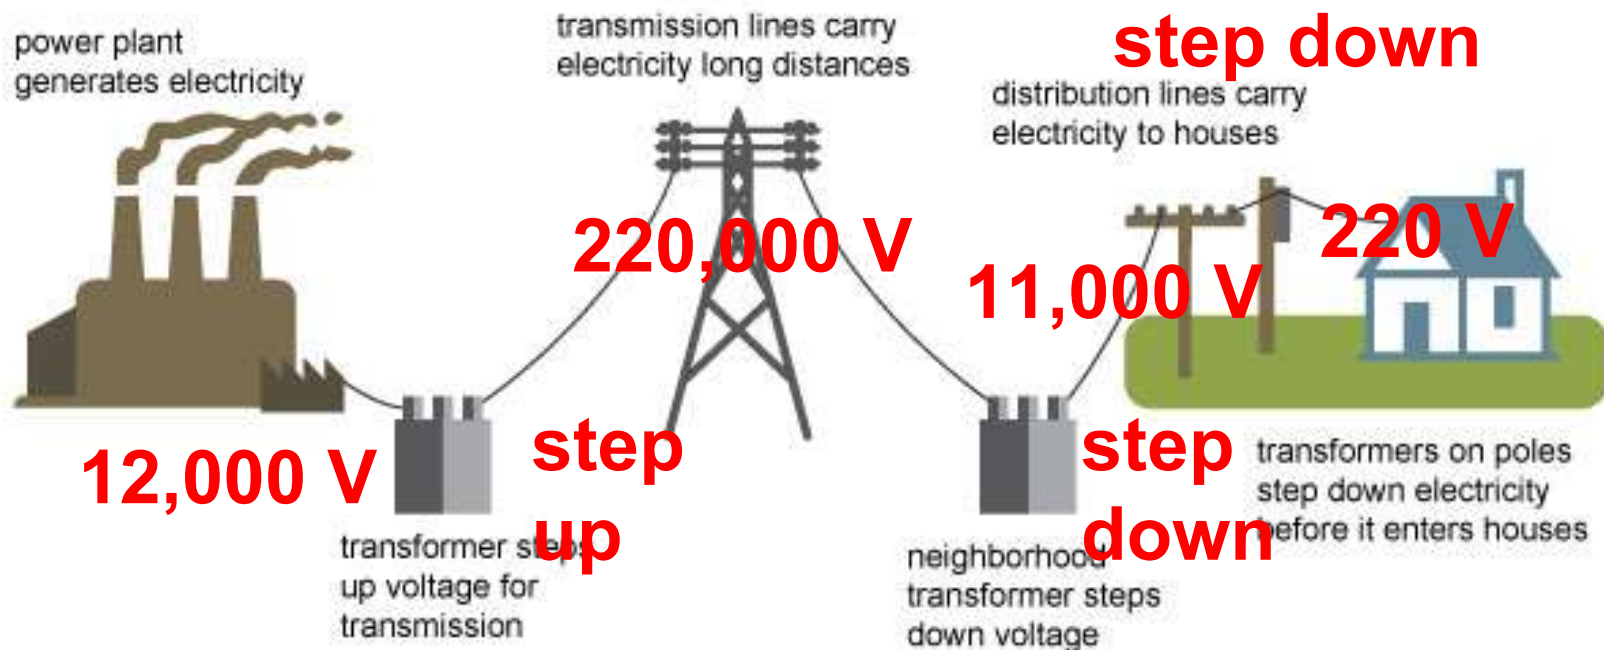 power plant
generates electricity
transmission lines carry
electricity long distances
step down
distribution lines carry
electricity to houses
220,000 V
11,000 V
220 V
12,000 V
step
up
step
down
transformer steps
up voltage for
transmission
neighborhood
transformer steps
down voltage
transformers on poles
step down electricity
before it enters houses